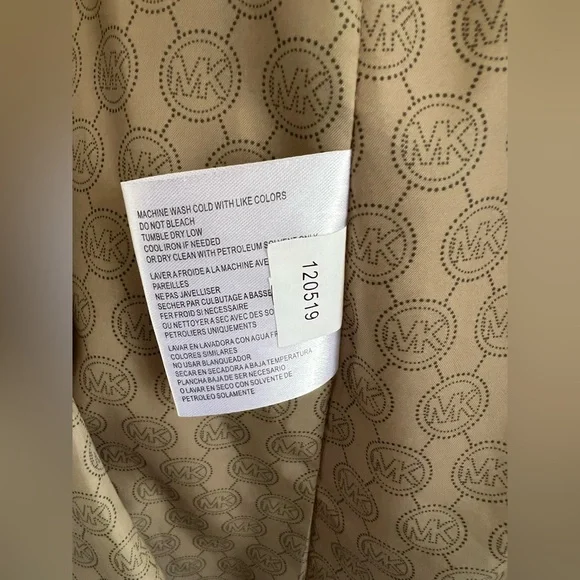 MACHINE WASH COLD WITH LIKE COLORS
DO NOT BLEACH
TUMBLE DRY LOW
COOL IRON IF NEEDED
OR DRY CLEAN WITH PETROLEUM SOLVENT ONLY
LAVER A FROIDE A LA MACHINE AVE
PAREILLES
NE PAS JAVELLISER
SECHER PAR CULBUTAGE A BASSE
FER FROID SI NECESSAIRE
OU NETTOYER A SEC AVEC DES SO
PETROLIERS UNIQUEMENTS
LAVAR EN LAVADORA CON AGUA FR
COLORES SIMILARES
NO USAR BLANQUEADOR
SECAR EN SECADORA A BAJA TEMPERATURA
PLANCHA BAJA DE SER NECESARIO
O LAVAR EN SECO CON SOLVENTE DE
PETROLEO SOLAMENTE
120519
MK